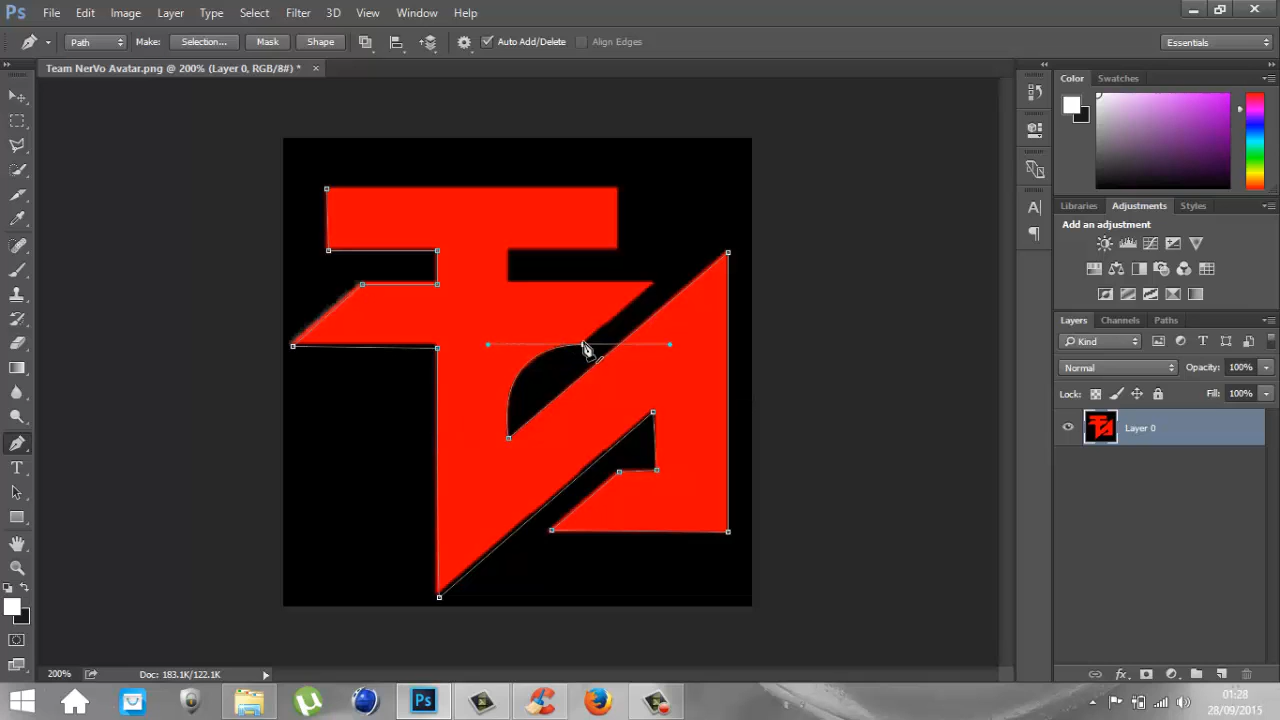 Ps File Edit Image Layer Type Select Filter 3D View Window Help
Path Make: Selection... Mask Shape Auto Add/Delete Align Edges Essentials
Team NerVo Avatar.png @ 200% (Layer 0, RGB/8#) * ×
Color Swatches
Libraries Adjustments Styles
Add an adjustment
Layers Channels Paths
Kind
Normal Opacity: 100%
Lock: Fill: 100%
Layer 0
200% Doc: 183.1K/122.1K
Ps
01:28
28/09/2015